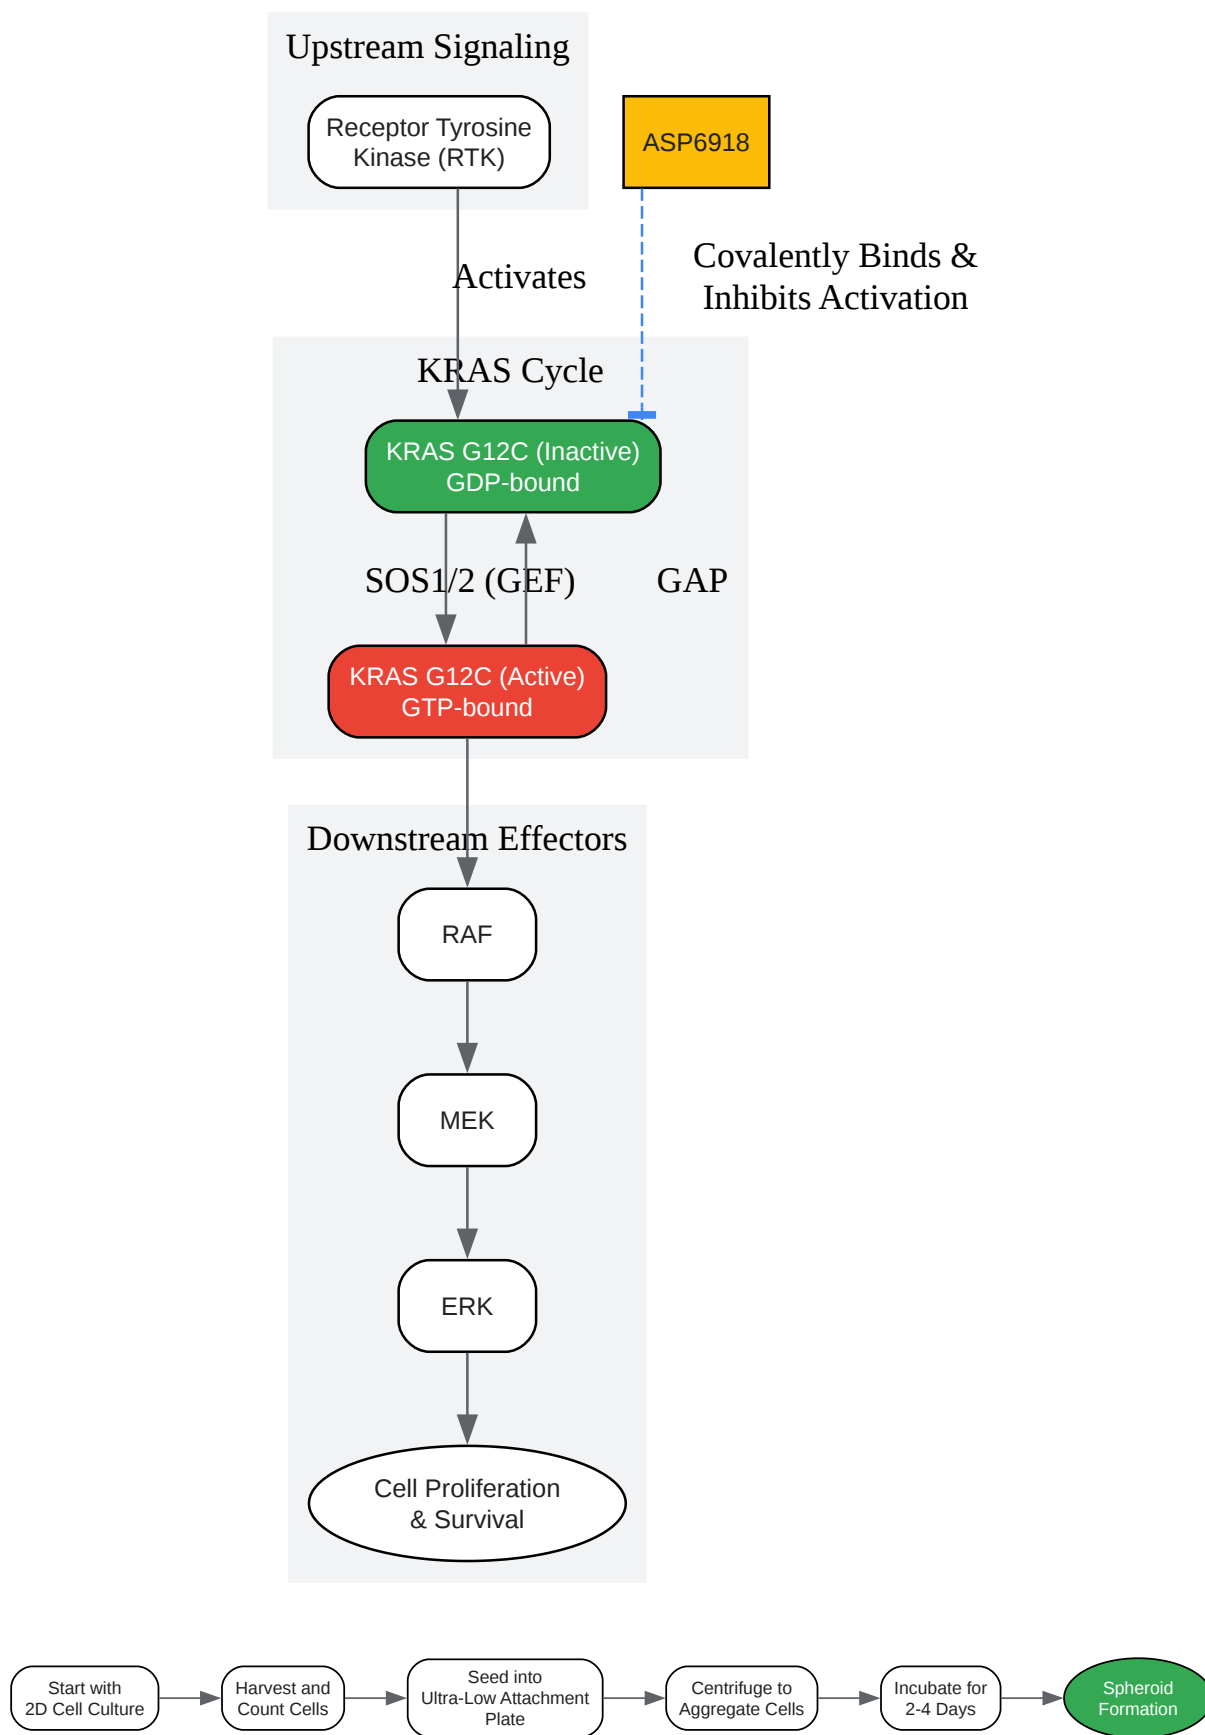 Upstream Signaling
Receptor Tyrosine
Kinase (RTK)
ASP6918
Activates
Covalently Binds &
Inhibits Activation
KRAS Cycle
KRAS G12C (Inactive)
GDP-bound
SOS1/2 (GEF)
GAP
KRAS G12C (Active)
GTP-bound
Downstream Effectors
RAF
MEK
ERK
Cell Proliferation
& Survival
Start with
2D Cell Culture
Harvest and
Count Cells
Seed into
Ultra-Low Attachment
Plate
Centrifuge to
Aggregate Cells
Incubate for
2-4 Days
Spheroid
Formation